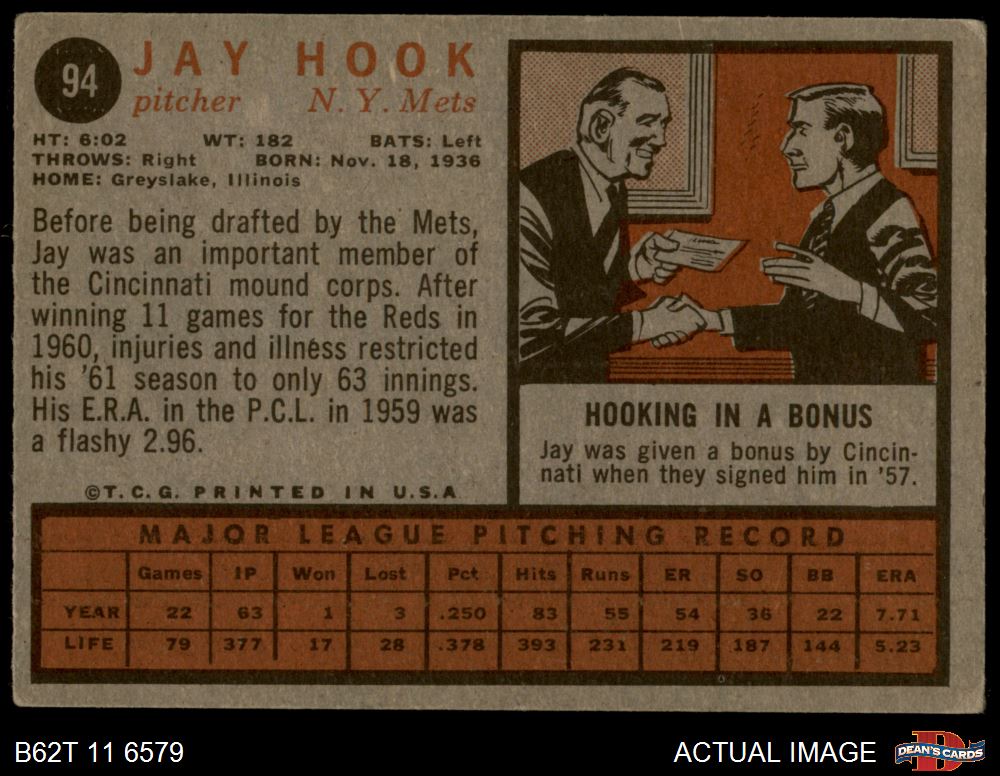 94
JAY HOOK
pitcher N. Y. Mets
HT: 6:02 WT: 182 BATS: Left
THROWS: Right BORN: Nov. 18, 1936
HOME: Greyslake, Illinois
Before being drafted by the Mets,
Jay was an important member of
the Cincinnati mound corps. After
winning 11 games for the Reds in
1960, injuries and illness restricted
his '61 season to only 63 innings.
His E.R.A. in the P.C.L. in 1959 was
a flashy 2.96.
©T.C.G. PRINTED IN U.S.A
HOOKING IN A BONUS
Jay was given a bonus by Cincin-
nati when they signed him in '57.
MAJOR LEAGUE PITCHING RECORD
Games IP Won Lost Pct Hits Runs ER SO BB ERA
YEAR 22 63 1 3 .250 83 55 54 36 22 7.71
LIFE 79 377 17 28 .378 393 231 219 187 144 5.23
B62T 11 6579
ACTUAL IMAGE
DEAN'S CARDS